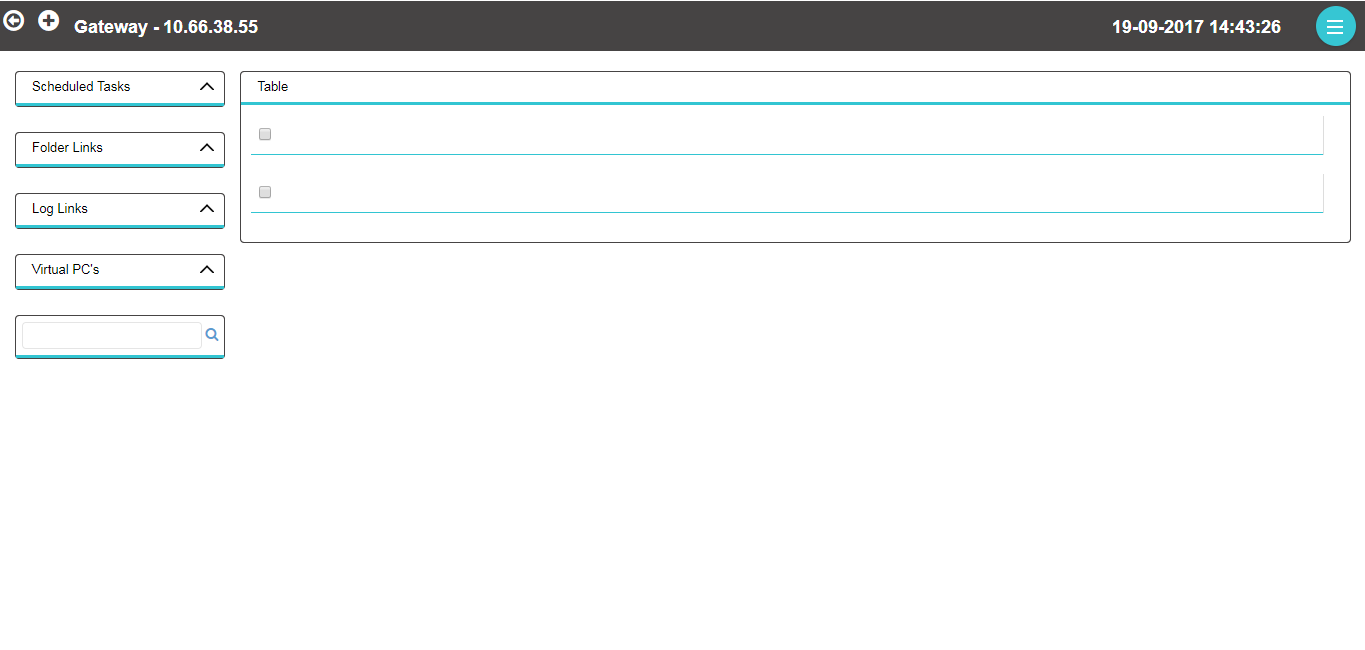 Gateway - 10.66.38.55
19-09-2017 14:43:26
Scheduled Tasks
Table
Folder Links
Log Links
Virtual PC's